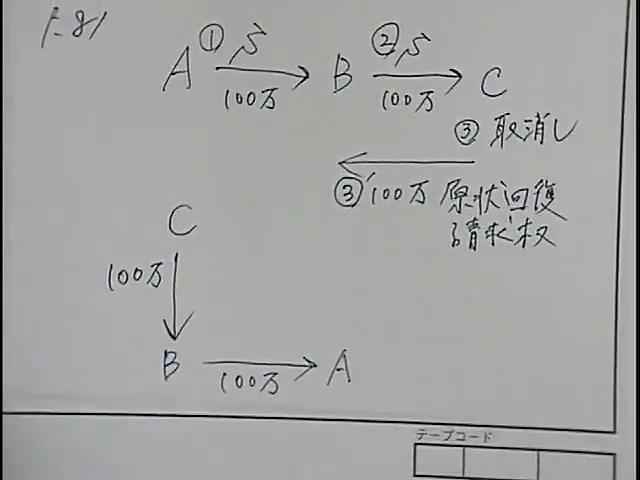 P.81
A ① ぎ B ② ぎ C
100万 100万
③ 取消し
③' 100万 原状回復
請求権
C
100万
B A
100万
テープコード